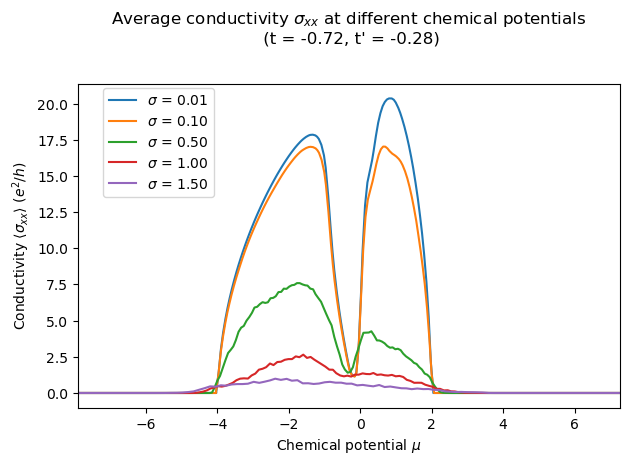 Average conductivity σxx at different chemical potentials
(t = -0.72, t' = -0.28)
20.0
17.5
15.0
12.5
10.0
7.5
5.0
2.5
0.0
Conductivity ⟨σxx⟩ (e²/h)
σ = 0.01
σ = 0.10
σ = 0.50
σ = 1.00
σ = 1.50
−6 −4 −2 0 2 4 6
Chemical potential μ